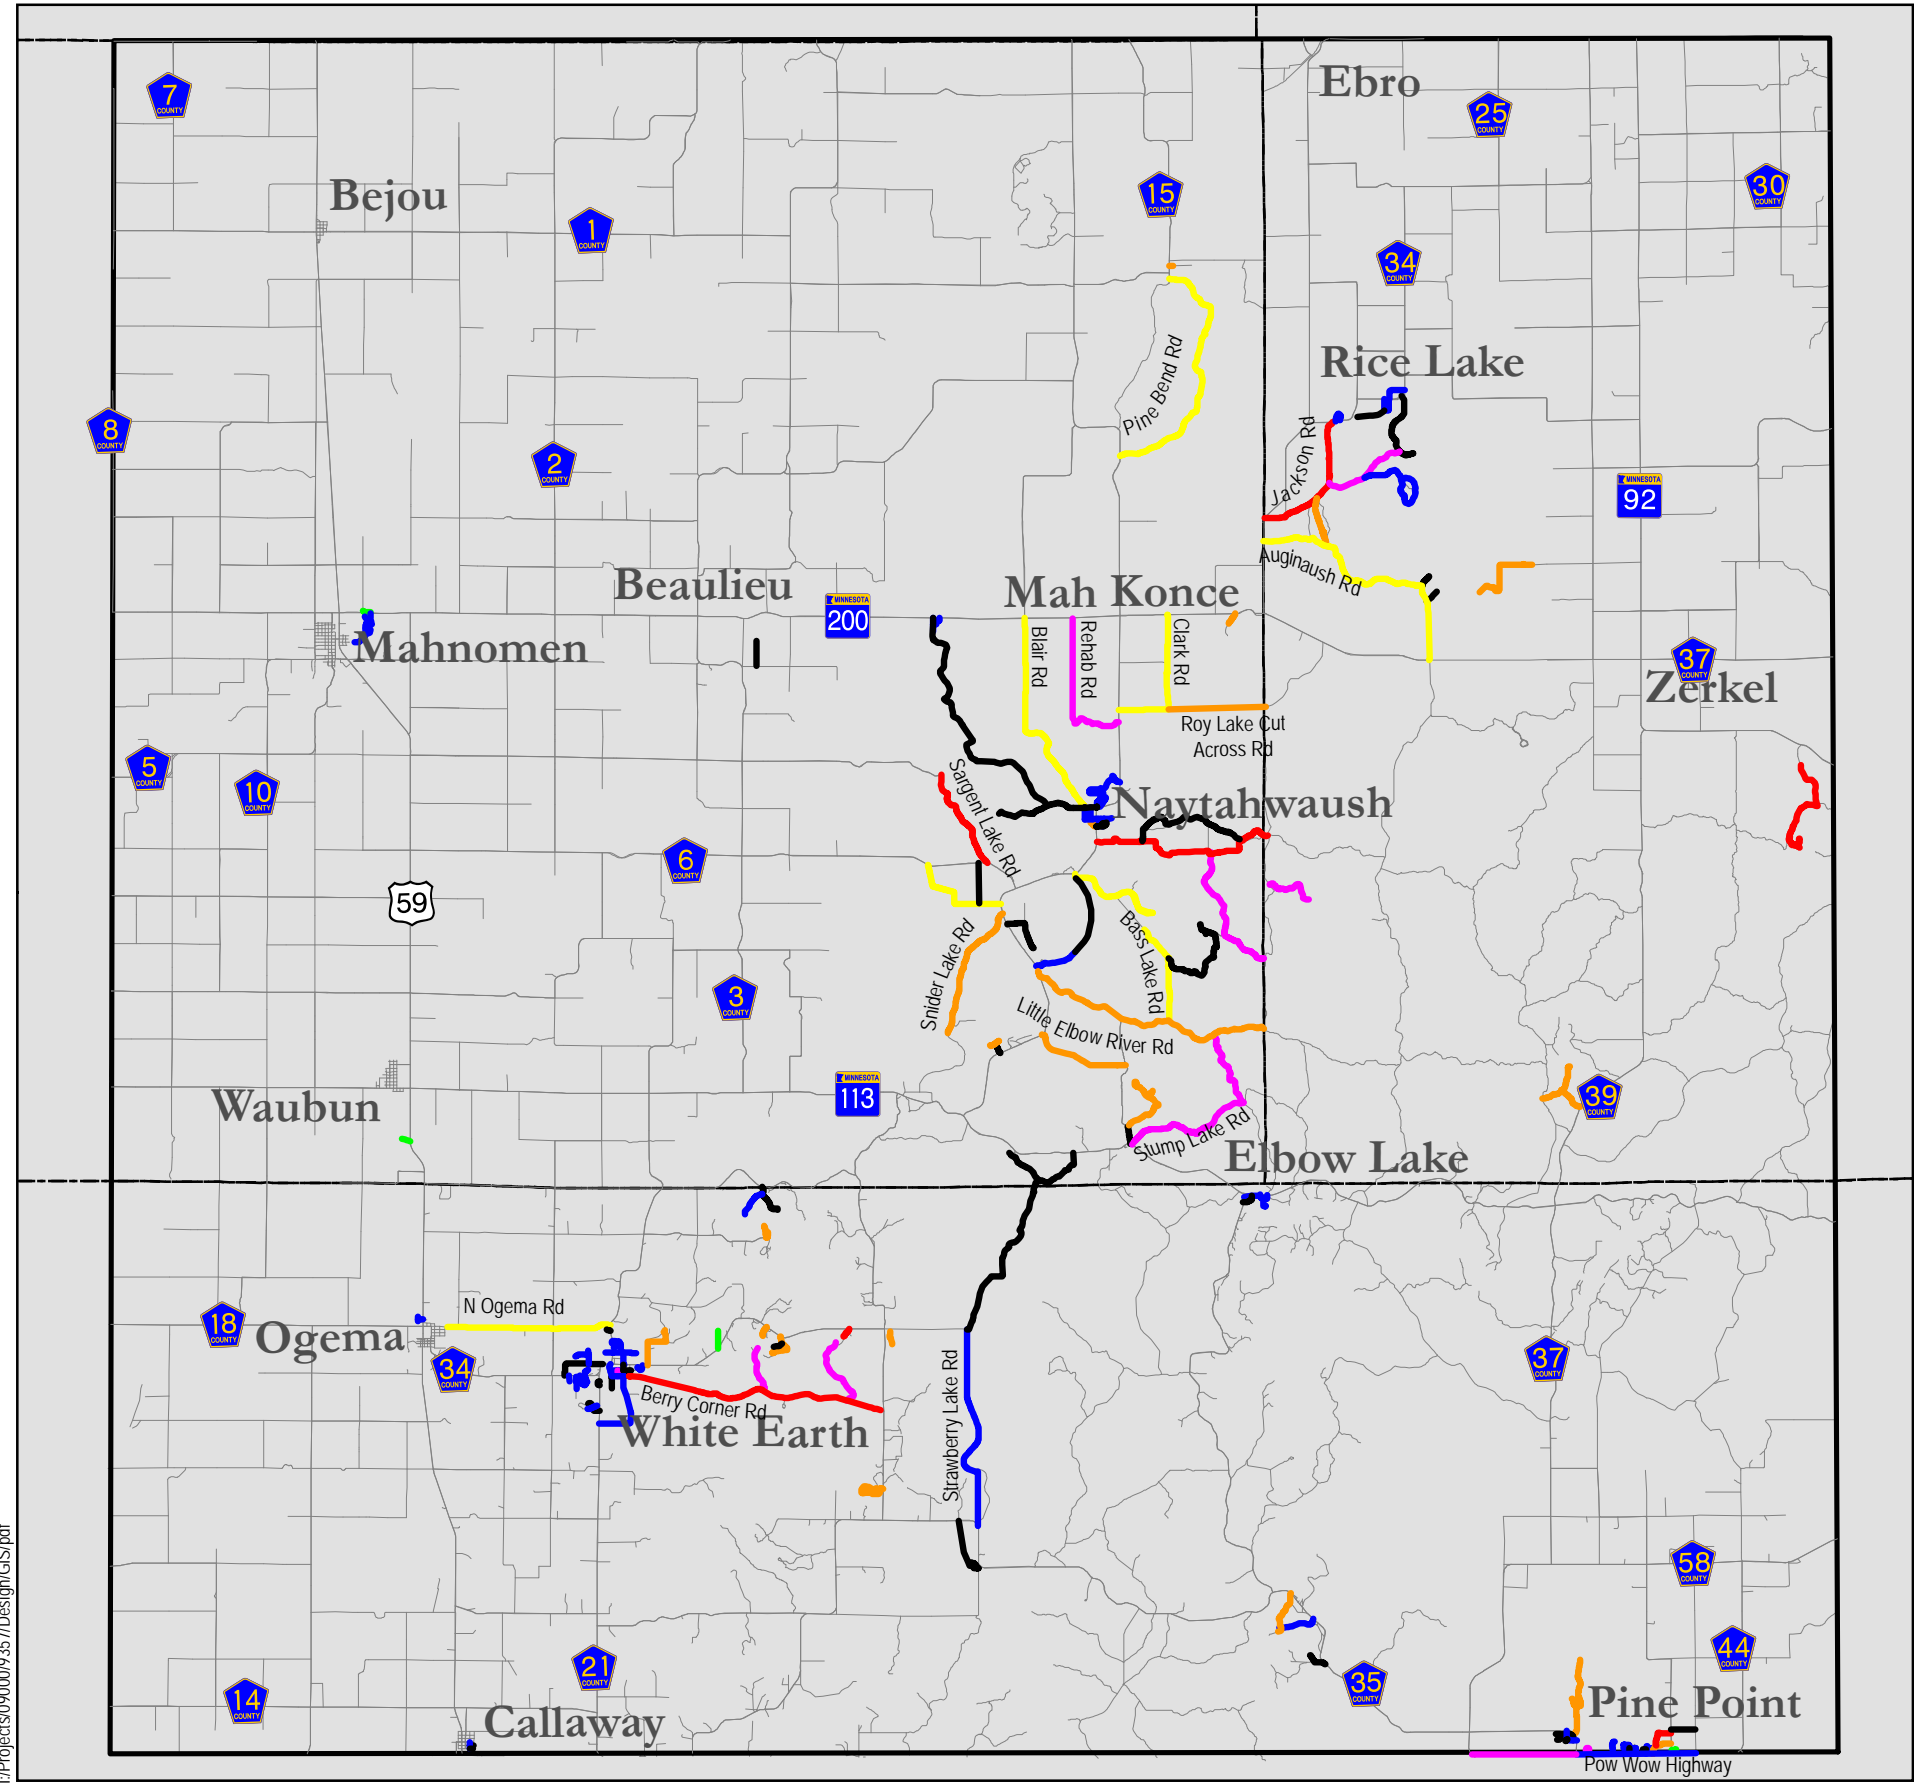 Ebro
7
COUNTY
25
COUNTY
30
COUNTY
15
COUNTY
Bejou
1
COUNTY
34
COUNTY
Rice Lake
Pine Bend Rd
8
COUNTY
2
COUNTY
Jackson Rd
MINNESOTA
92
Auginaush Rd
Beaulieu
Mah Konce
MINNESOTA
200
Mahnomen
Blair Rd
Rehab Rd
Clark Rd
37
COUNTY
Zerkel
Roy Lake Cut
Across Rd
5
COUNTY
10
COUNTY
Sargent Lake Rd
Naytahwaush
6
COUNTY
59
Snider Lake Rd
Bass Lake Rd
3
COUNTY
Little Elbow River Rd
MINNESOTA
113
39
COUNTY
Waubun
Stump Lake Rd
Elbow Lake
N Ogema Rd
18
COUNTY
Ogema
34
COUNTY
37
COUNTY
Berry Corner Rd
White Earth
Strawberry Lake Rd
58
COUNTY
44
COUNTY
21
COUNTY
35
COUNTY
14
COUNTY
Pine Point
Callaway
Pow Wow Highway